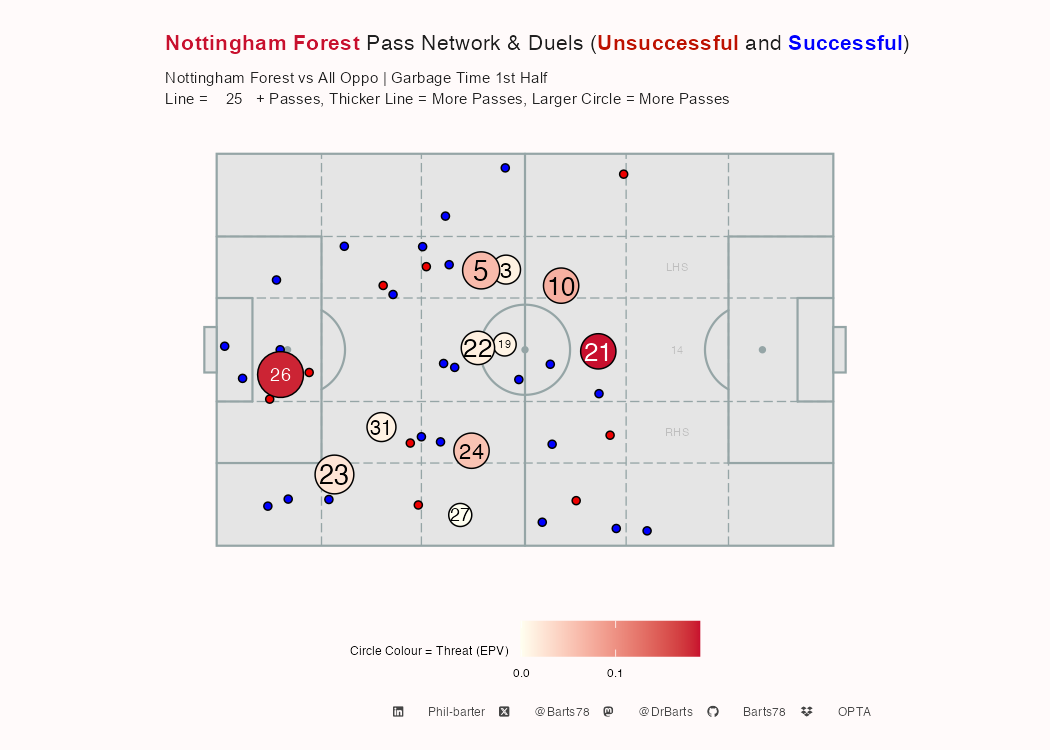 Nottingham Forest Pass Network & Duels (Unsuccessful and Successful)
Nottingham Forest vs All Oppo | Garbage Time 1st Half
Line = 25 + Passes, Thicker Line = More Passes, Larger Circle = More Passes
LHS
5 3
10
22 19 21 14
26
31 RHS
24
23
27
Circle Colour = Threat (EPV)
0.0 0.1
Phil-barter @Barts78 @DrBarts Barts78 OPTA